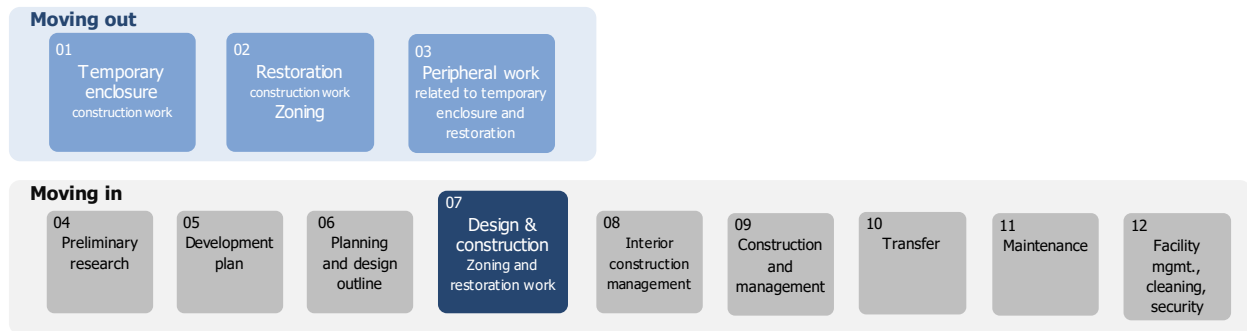 Moving out
01
Temporary
enclosure
construction work
02
Restoration
construction work
Zoning
03
Peripheral work
related to temporary
enclosure and
restoration
Moving in
04
Preliminary
research
05
Development
plan
06
Planning
and design
outline
07
Design &
construction
Zoning and
restoration work
08
Interior
construction
management
09
Construction
and
management
10
Transfer
11
Maintenance
12
Facility
mgmt.,
cleaning,
security